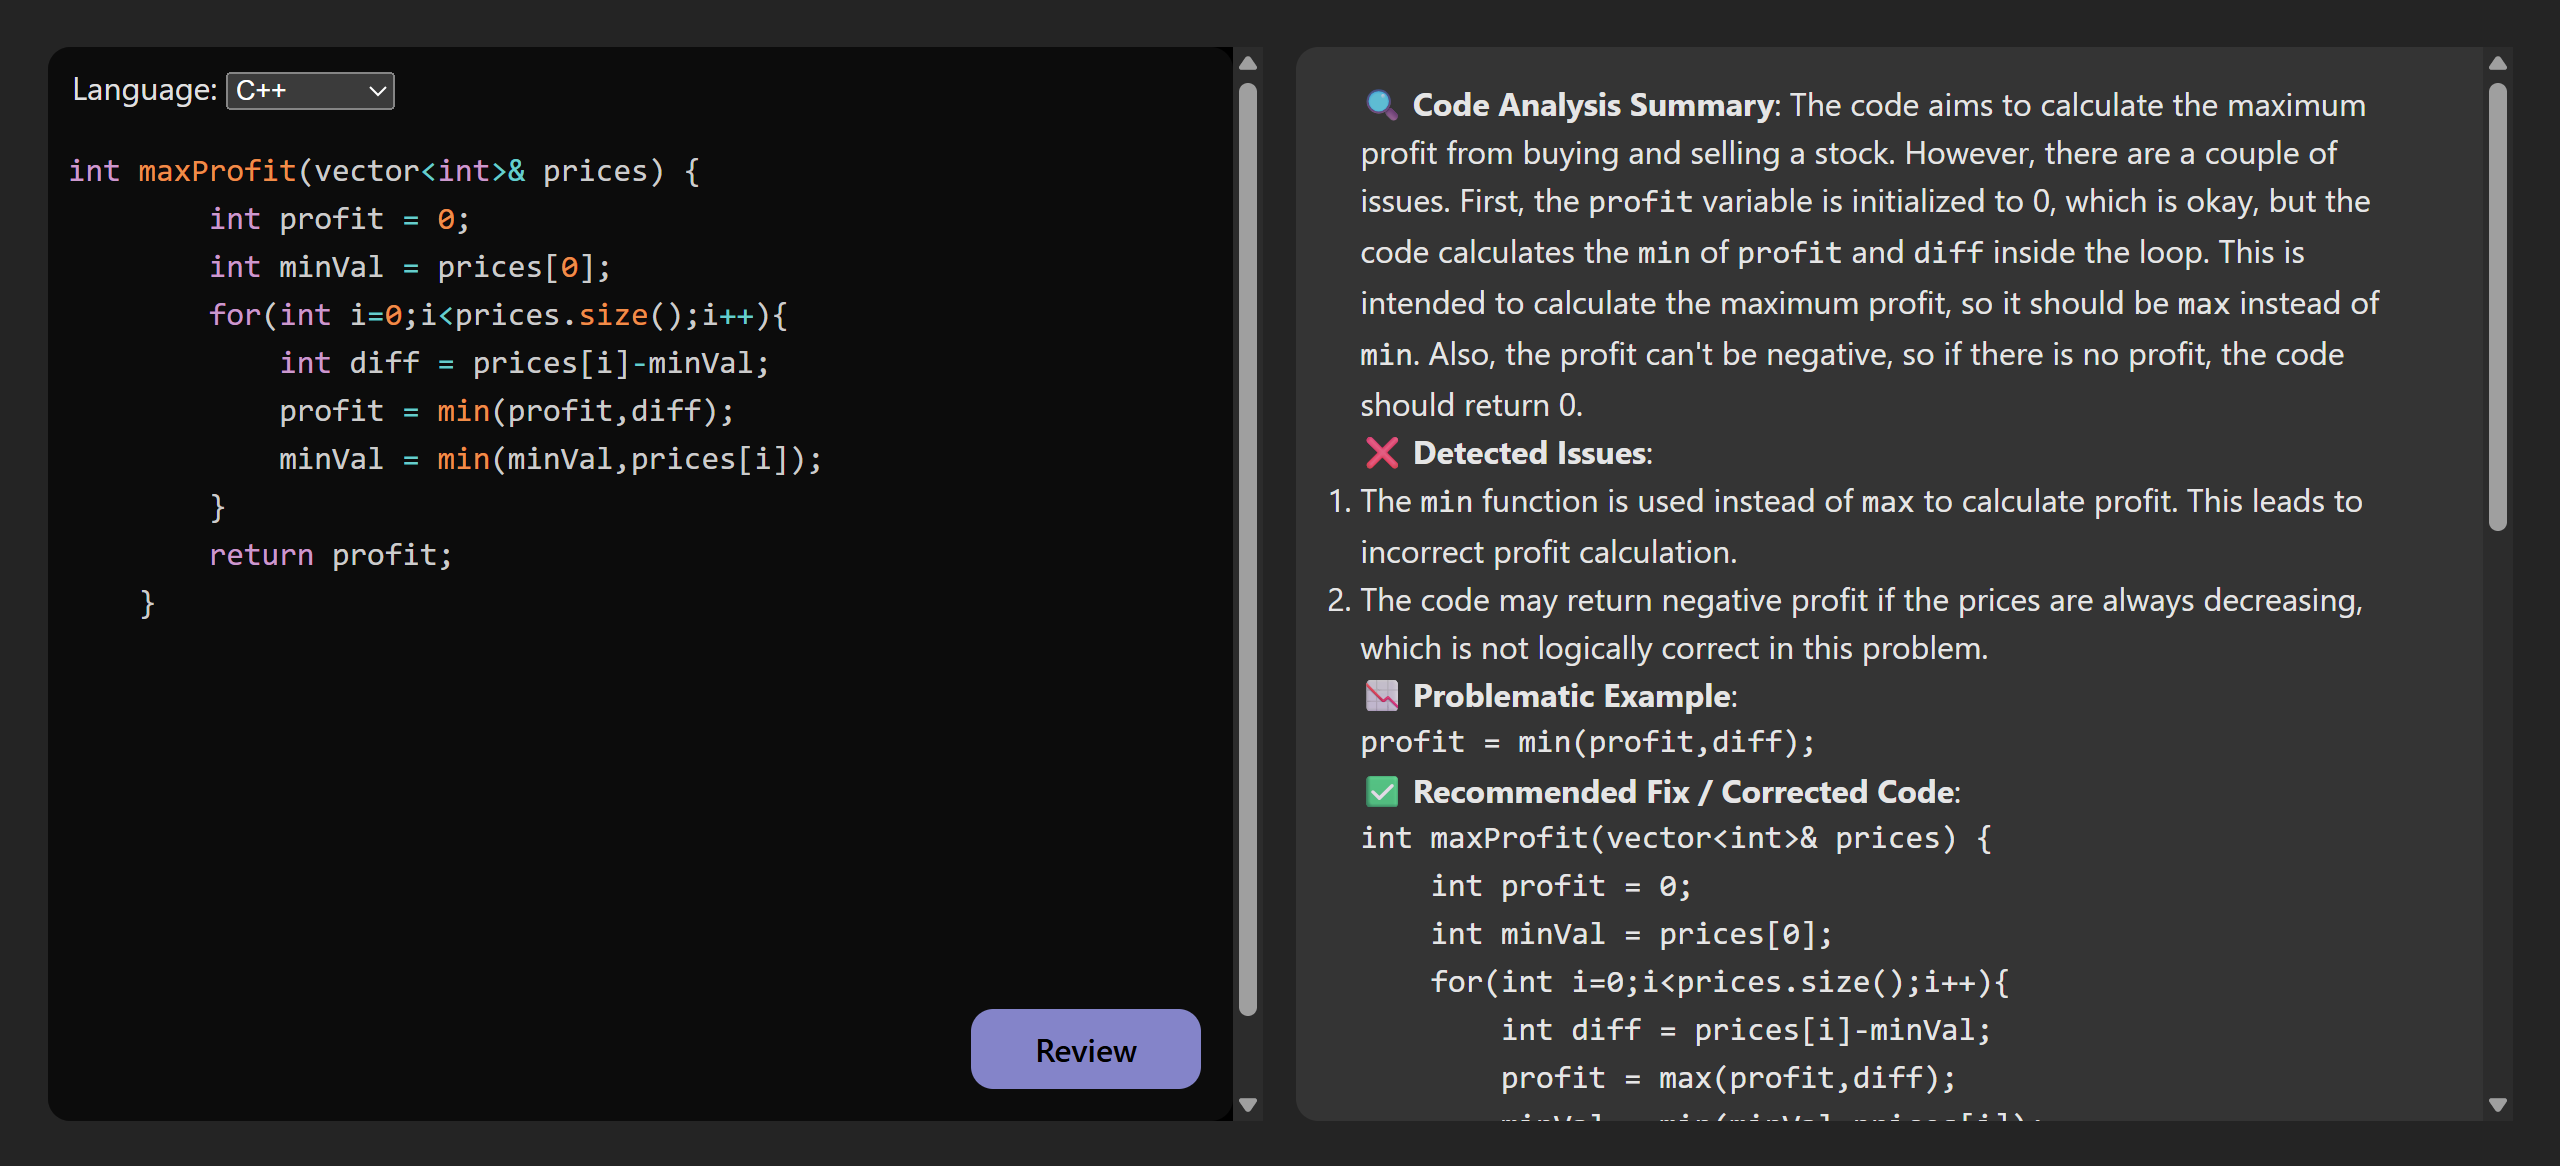 Language: C++
int maxProfit(vector<int>& prices) {
        int profit = 0;
        int minVal = prices[0];
        for(int i=0;i<prices.size();i++){
            int diff = prices[i]-minVal;
            profit = min(profit,diff);
            minVal = min(minVal,prices[i]);
        }
        return profit;
    }
Review
🔍 Code Analysis Summary: The code aims to calculate the maximum
profit from buying and selling a stock. However, there are a couple of
issues. First, the profit variable is initialized to 0, which is okay, but the
code calculates the min of profit and diff inside the loop. This is
intended to calculate the maximum profit, so it should be max instead of
min. Also, the profit can't be negative, so if there is no profit, the code
should return 0.
❌ Detected Issues:
1. The min function is used instead of max to calculate profit. This leads to
incorrect profit calculation.
2. The code may return negative profit if the prices are always decreasing,
which is not logically correct in this problem.
📉 Problematic Example:
profit = min(profit,diff);
✅ Recommended Fix / Corrected Code:
int maxProfit(vector<int>& prices) {
    int profit = 0;
    int minVal = prices[0];
    for(int i=0;i<prices.size();i++){
        int diff = prices[i]-minVal;
        profit = max(profit,diff);
        minVal = min(minVal,prices[i]);